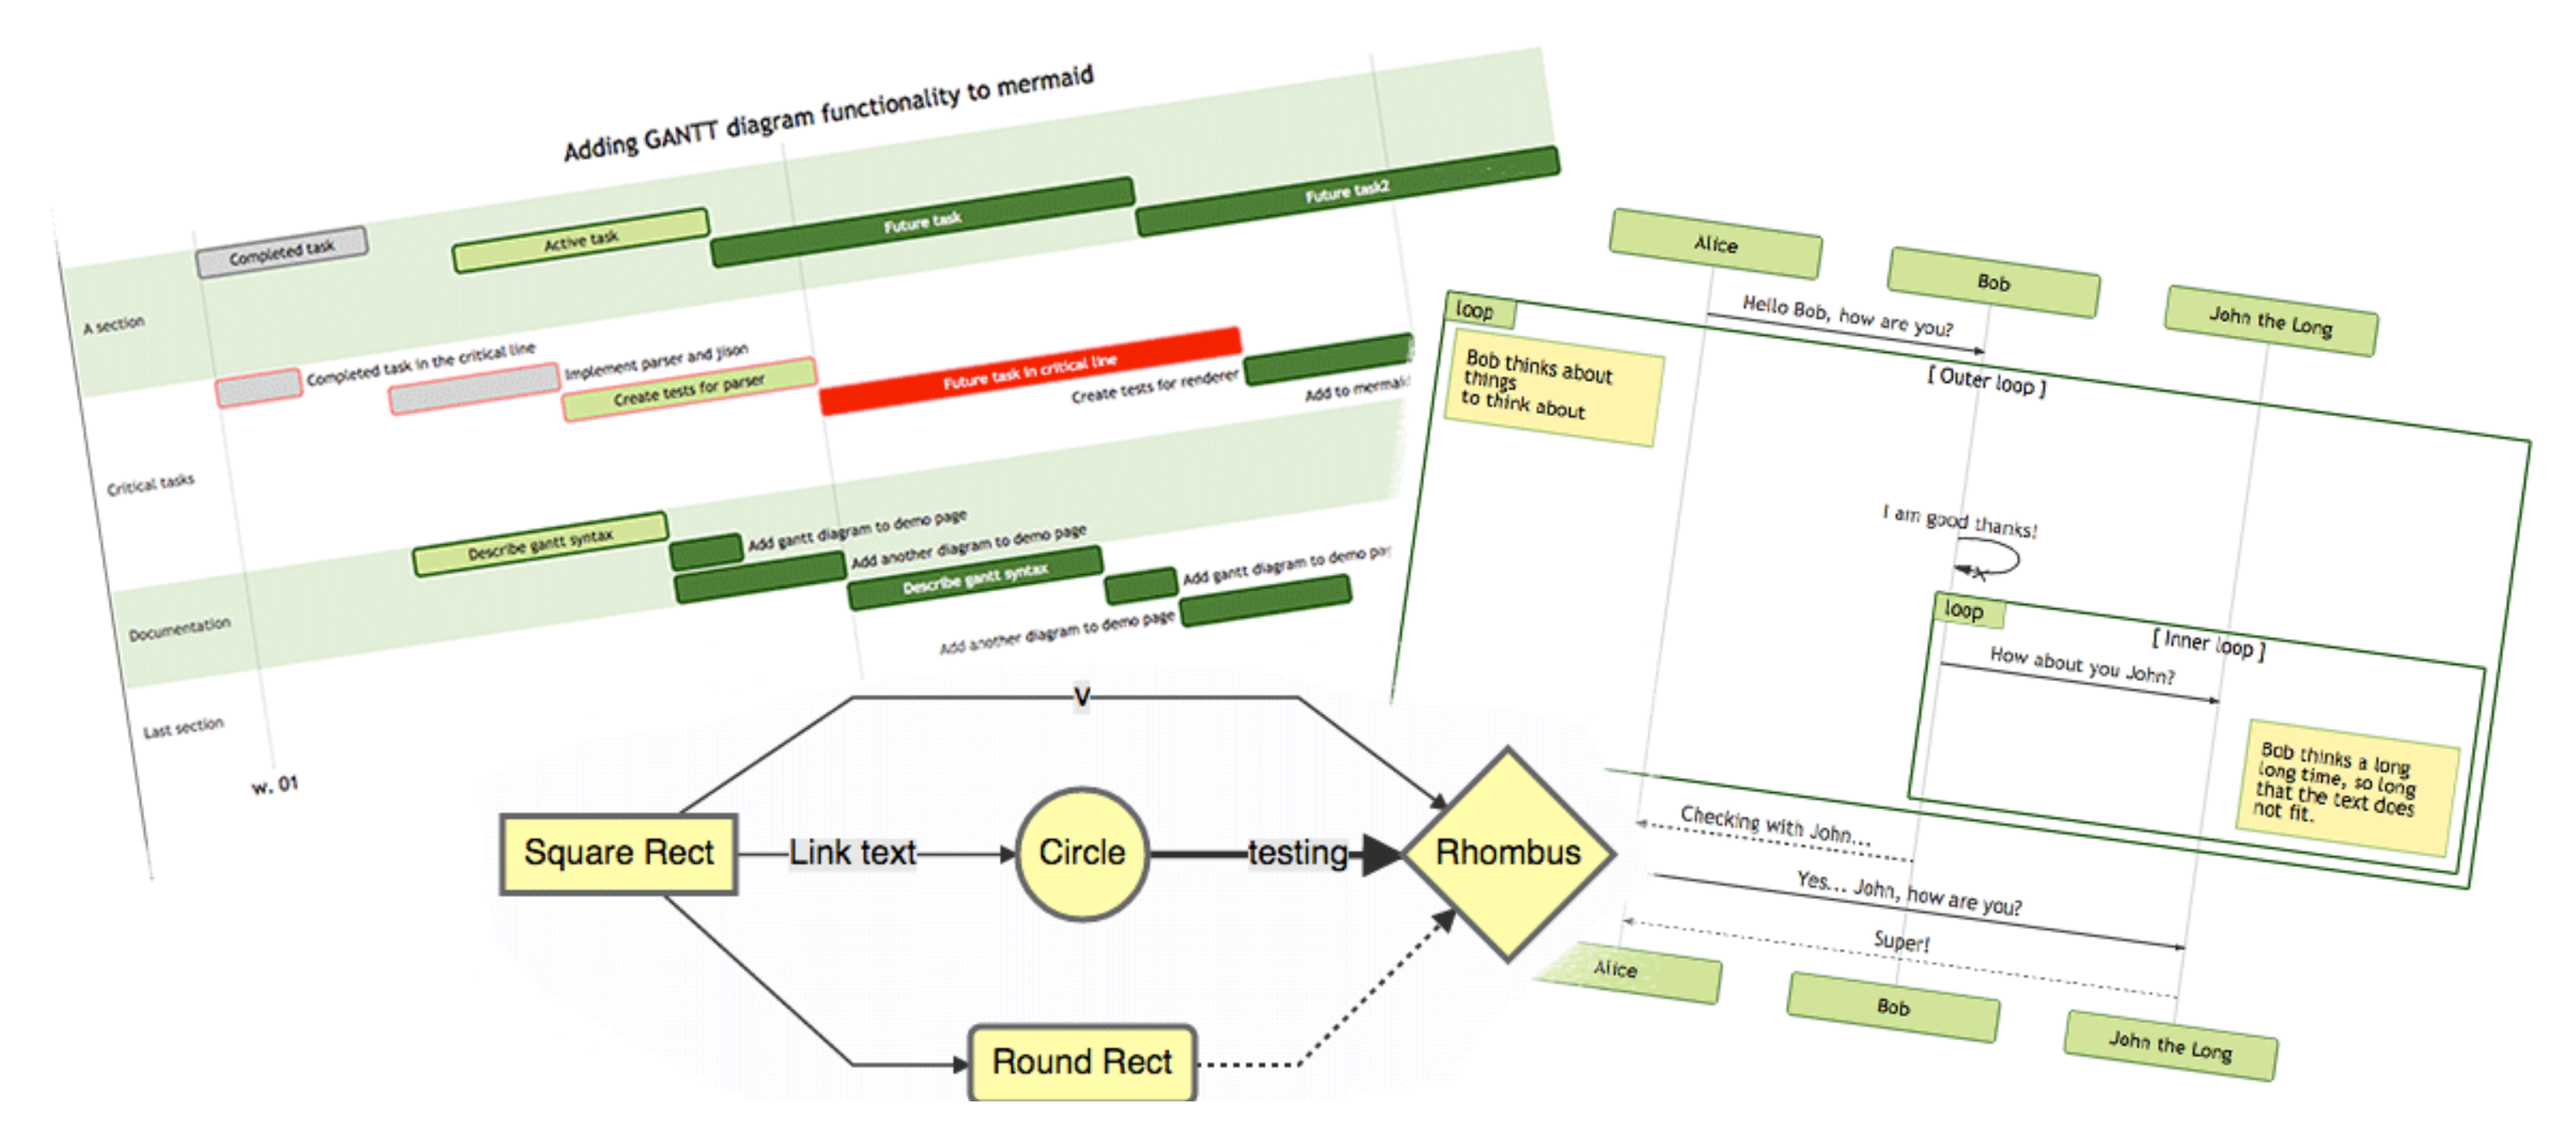 Adding GANTT diagram functionality to mermaid
Completed task
Active task
Future task
Future task2
A section
Completed task in the critical line
Implement parser and jison
Create tests for parser
Future task in critical line
Create tests for renderer
Add to mermaid
Critical tasks
Describe gantt syntax
Add gantt diagram to demo page
Add another diagram to demo page
Describe gantt syntax
Add gantt diagram to demo pag
Add another diagram to demo page
Documentation
Last section
w. 01
Alice
Bob
John the Long
Hello Bob, how are you?
loop
[ Outer loop ]
Bob thinks about
things
to think about
I am good thanks!
loop
[ Inner loop ]
How about you John?
Bob thinks a long
long time, so long
that the text does
not fit.
Checking with John...
Yes... John, how are you?
Super!
Alice
Bob
John the Long
V
Square Rect
Link text
Circle
testing
Rhombus
Round Rect